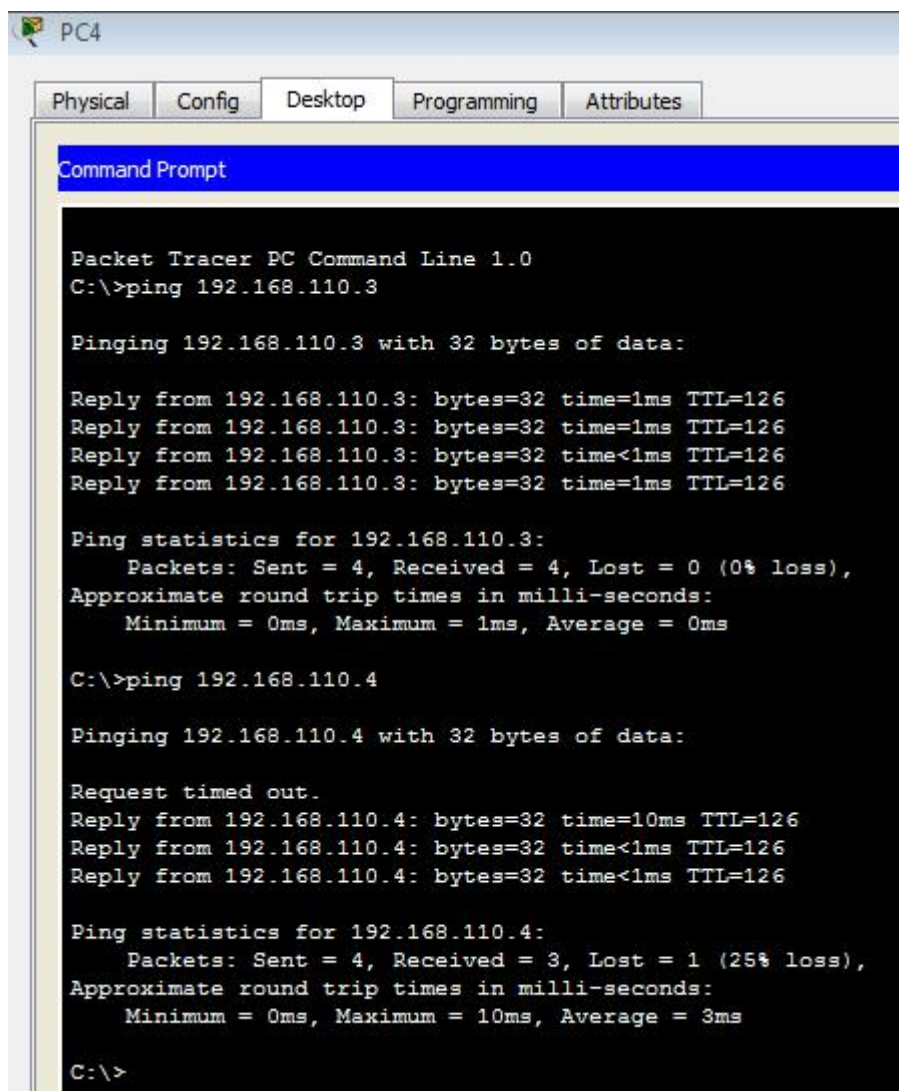 PC4
Physical Config Desktop Programming Attributes
Command Prompt
Packet Tracer PC Command Line 1.0
C:\>ping 192.168.110.3
Pinging 192.168.110.3 with 32 bytes of data:
Reply from 192.168.110.3: bytes=32 time=1ms TTL=126
Reply from 192.168.110.3: bytes=32 time=1ms TTL=126
Reply from 192.168.110.3: bytes=32 time<1ms TTL=126
Reply from 192.168.110.3: bytes=32 time=1ms TTL=126
Ping statistics for 192.168.110.3:
Packets: Sent = 4, Received = 4, Lost = 0 (0% loss),
Approximate round trip times in milli-seconds:
Minimum = 0ms, Maximum = 1ms, Average = 0ms
C:\>ping 192.168.110.4
Pinging 192.168.110.4 with 32 bytes of data:
Request timed out.
Reply from 192.168.110.4: bytes=32 time=10ms TTL=126
Reply from 192.168.110.4: bytes=32 time<1ms TTL=126
Reply from 192.168.110.4: bytes=32 time<1ms TTL=126
Ping statistics for 192.168.110.4:
Packets: Sent = 4, Received = 3, Lost = 1 (25% loss),
Approximate round trip times in milli-seconds:
Minimum = 0ms, Maximum = 10ms, Average = 3ms
C:\>